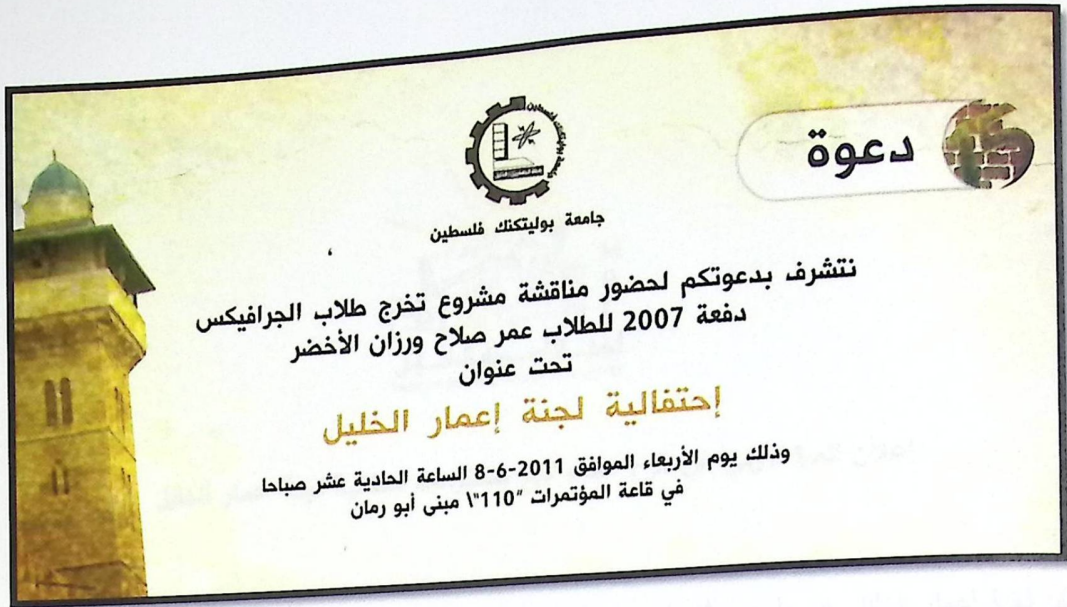 دعوة
جامعة بوليتكنك فلسطين
نتشرف بدعوتكم لحضور مناقشة مشروع تخرج طلاب الجرافيكس
دفعة 2007 للطلاب عمر صلاح ورزان الأخضر
تحت عنوان
إحتفالية لجنة إعمار الخليل
وذلك يوم الأربعاء الموافق 2011-6-8 الساعة الحادية عشر صباحا
في قاعة المؤتمرات "110"\ مبنى أبو رمان